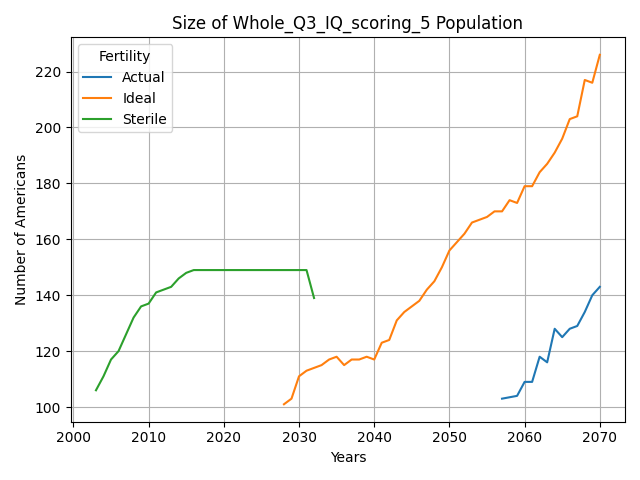 Size of Whole_Q3_IQ_scoring_5 Population
Fertility
Actual
Ideal
Sterile
Number of Americans
220
200
180
160
140
120
100
2000
2010
2020
2030
2040
2050
2060
2070
Years